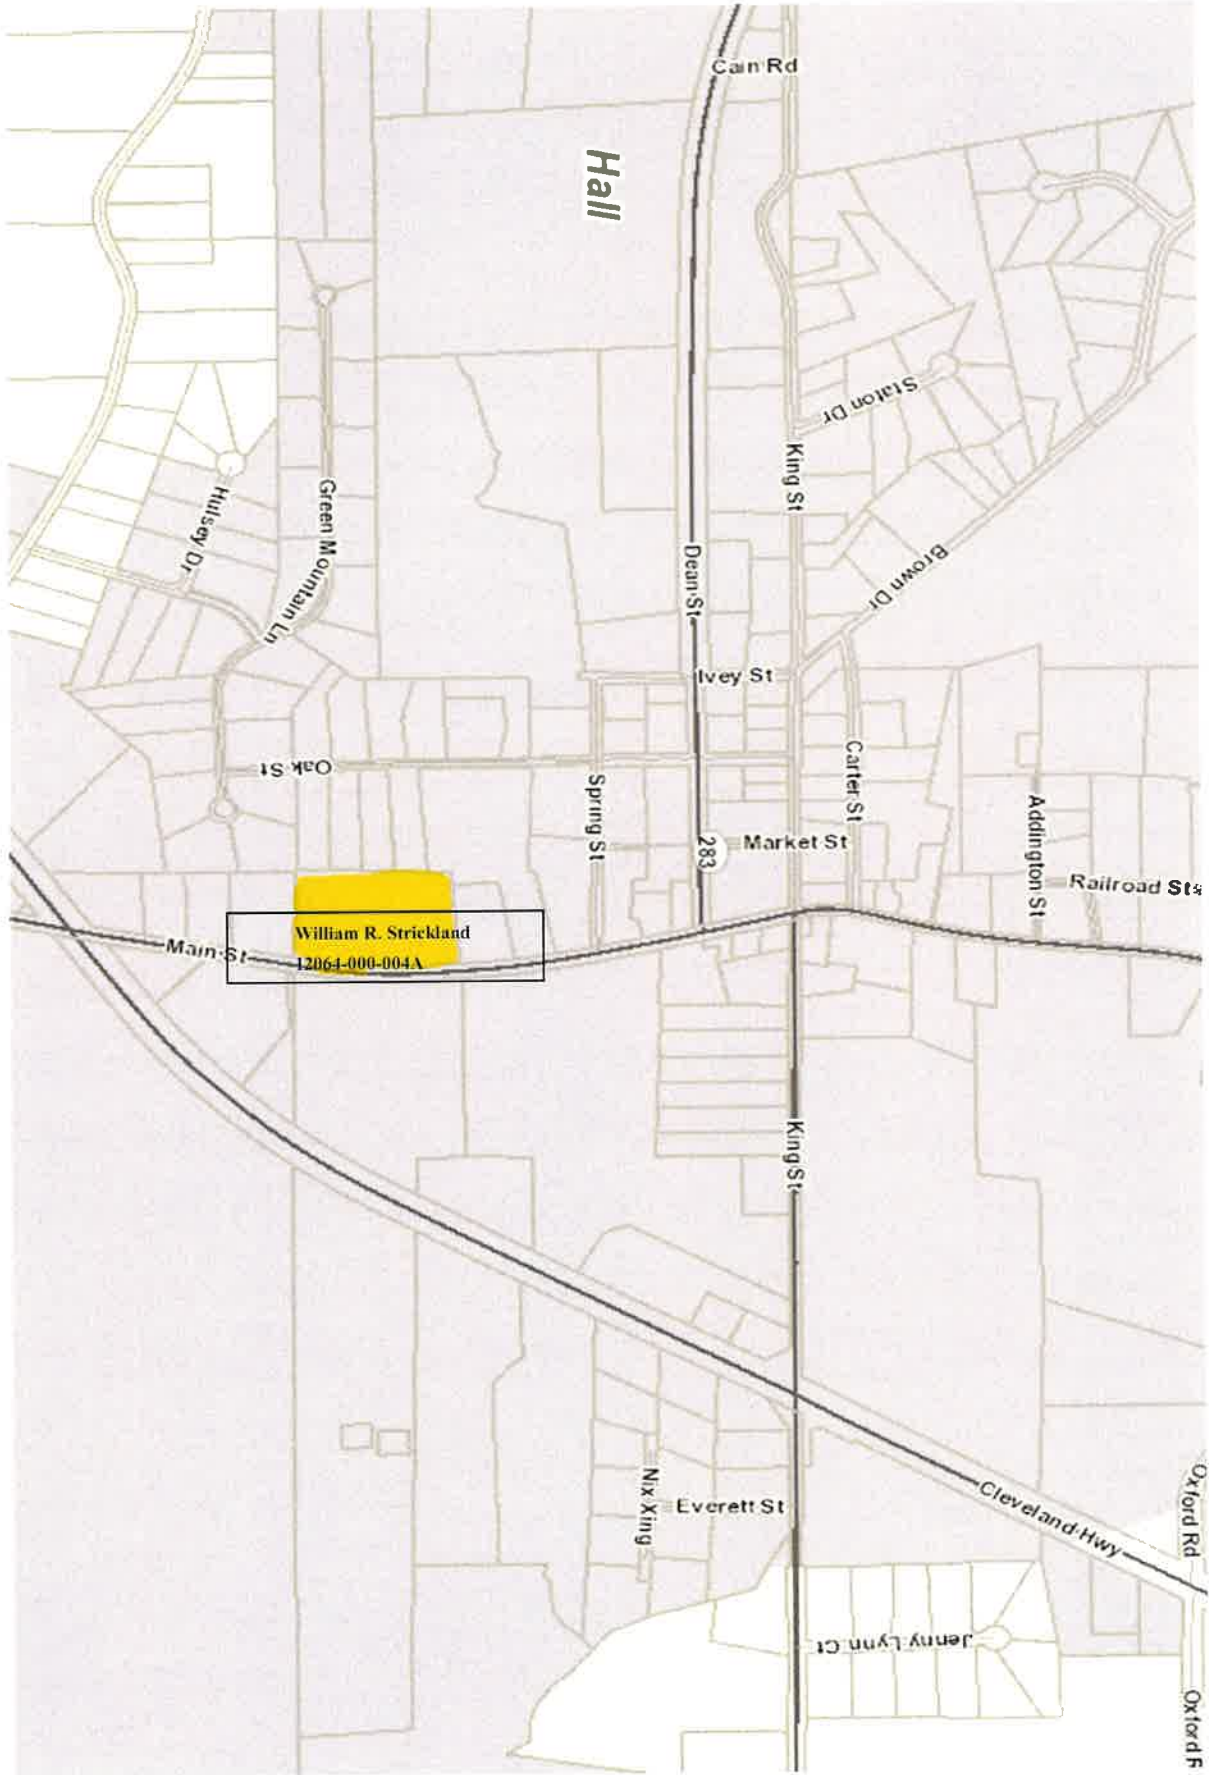 Cain Rd
Hall
Staton Dr
King St
Hulsey Dr
Green Mountain Ln
Dean St
Brown Dr
Ivey St
Oak St
Spring St
Carter St
283
Market St
Addington St
Railroad St
William R. Strickland
Main St
12064-000-004A
King St
Nix Xing
Everett St
Cleveland Hwy
Oxford Rd
Jenny Lynn Ct
Oxford R